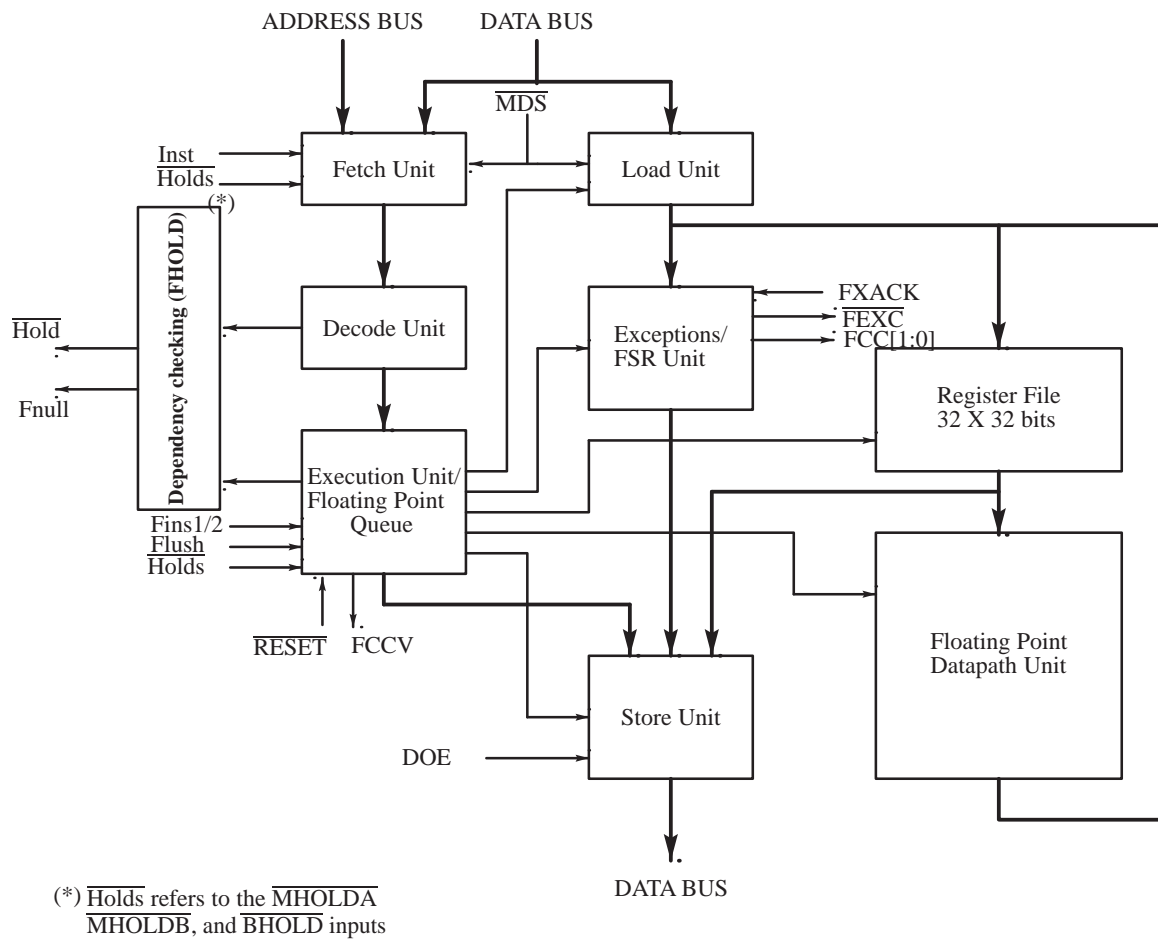 ADDRESS BUS
DATA BUS
MDS
Inst
Holds
(*)
Fetch Unit
Load Unit
Dependency checking (FHOLD)
Hold
Fnull
Decode Unit
Exceptions/
FSR Unit
FXACK
FEXC
FCC[1:0]
Register File
32 X 32 bits
Execution Unit/
Floating Point
Queue
Fins1/2
Flush
Holds
RESET
FCCV
Floating Point
Datapath Unit
Store Unit
DOE
DATA BUS
(*) Holds refers to the MHOLDA
MHOLDB, and BHOLD inputs